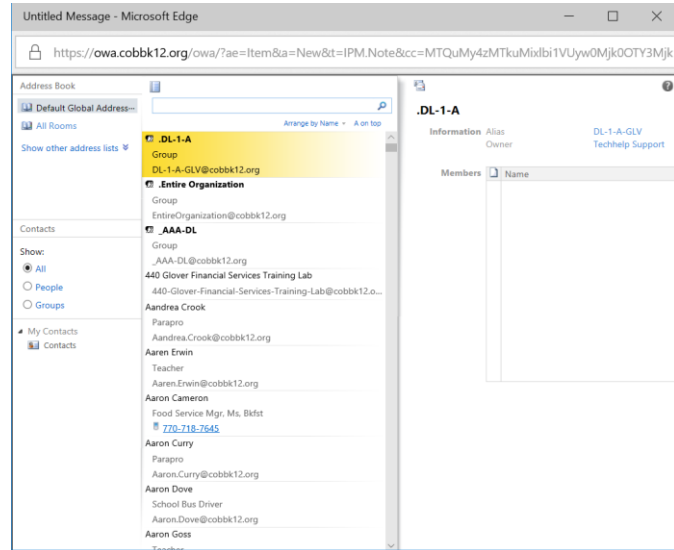 Untitled Message - Microsoft Edge
https://owa.cobbk12.org/owa/?ae=Item&a=New&t=IPM.Note&cc=MTQuMy4zMTkuMixlbi1VUyw0Mjk0OTY3Mjk
Address Book
Default Global Address...
All Rooms
Show other address lists
Contacts
Show:
All
People
Groups
My Contacts
Contacts
Arrange by Name A on top
.DL-1-A
Group
DL-1-A-GLV@cobbk12.org
.Entire Organization
Group
EntireOrganization@cobbk12.org
_AAA-DL
Group
_AAA-DL@cobbk12.org
440 Glover Financial Services Training Lab
440-Glover-Financial-Services-Training-Lab@cobbk12.o...
Aandrea Crook
Parapro
Aandrea.Crook@cobbk12.org
Aaren Erwin
Teacher
Aaren.Erwin@cobbk12.org
Aaron Cameron
Food Service Mgr, Ms, Bkfst
770-718-7645
Aaron Curry
Parapro
Aaron.Curry@cobbk12.org
Aaron Dove
School Bus Driver
Aaron.Dove@cobbk12.org
Aaron Goss
Teacher
.DL-1-A
Information Alias DL-1-A-GLV
Owner Techhelp Support
Members Name